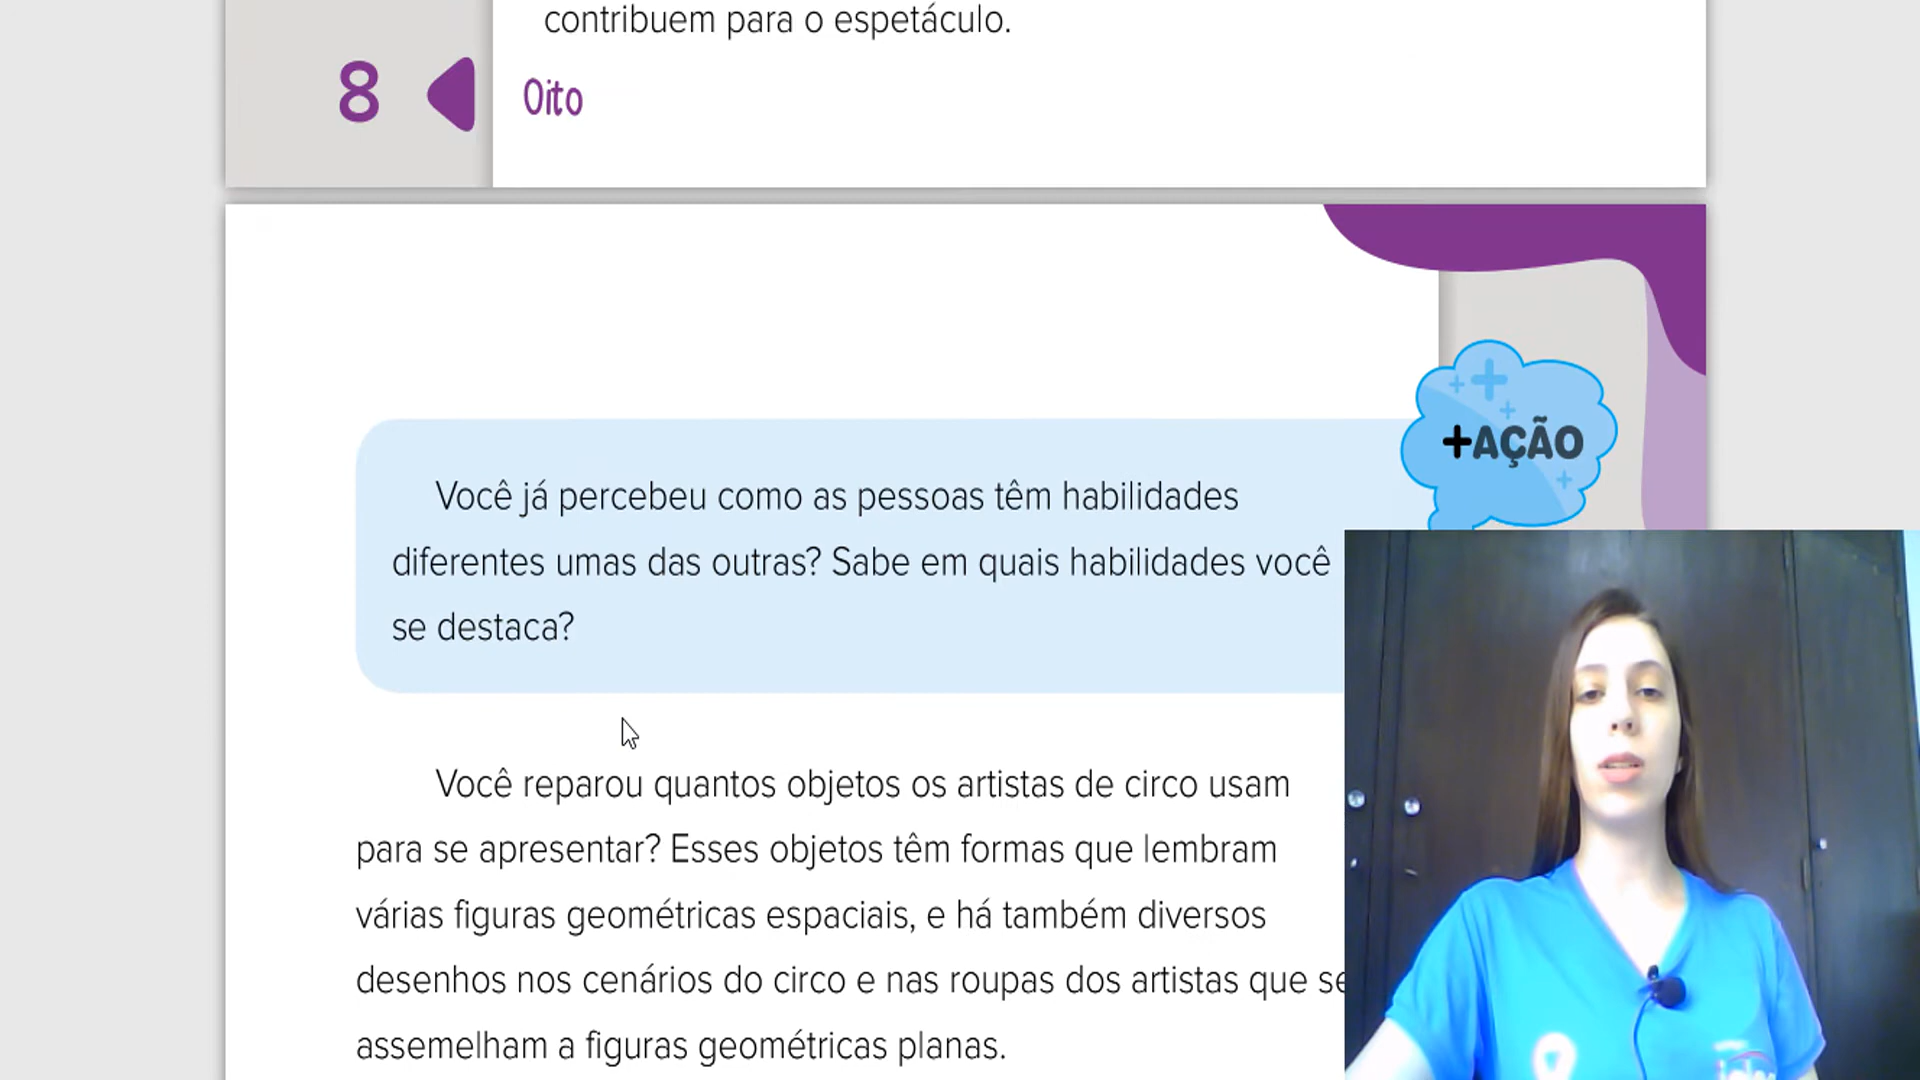 contribuem para o espetáculo.
8
Oito
+AÇÃO
Você já percebeu como as pessoas têm habilidades
diferentes umas das outras? Sabe em quais habilidades você
se destaca?
Você reparou quantos objetos os artistas de circo usam
para se apresentar? Esses objetos têm formas que lembram
várias figuras geométricas espaciais, e há também diversos
desenhos nos cenários do circo e nas roupas dos artistas que se
assemelham a figuras geométricas planas.